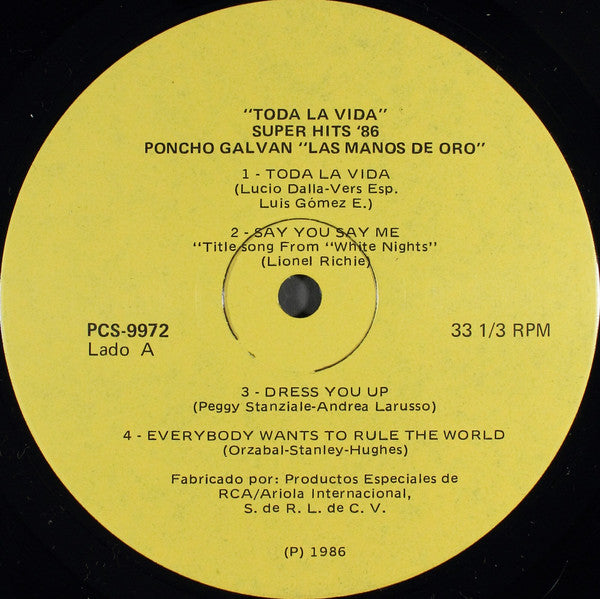 "TODA LA VIDA"
SUPER HITS '86
PONCHO GALVAN "LAS MANOS DE ORO"
1 - TODA LA VIDA
(Lucio Dalla-Vers Esp.
Luis Gómez E.)
2 - SAY YOU SAY ME
"Title song From "White Nights"
(Lionel Richie)
PCS-9972
Lado A
33 1/3 RPM
3 - DRESS YOU UP
(Peggy Stanziale-Andrea Larusso)
4 - EVERYBODY WANTS TO RULE THE WORLD
(Orzabal-Stanley-Hughes)
Fabricado por: Productos Especiales de
RCA/Ariola Internacional,
S. de R. L. de C. V.
(P) 1986